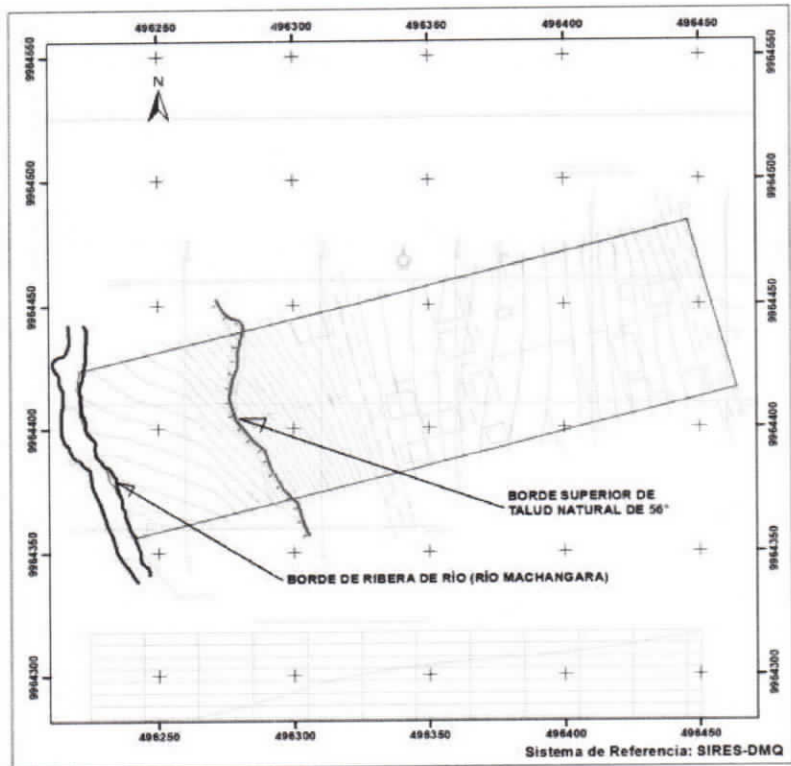 496250 496300 496350 496400 496450
9964550 9964550
N
9964500 9964500
9964450 9964450
9964400 9964400
BORDE SUPERIOR DE
TALUD NATURAL DE 56°
9964350 9964350
BORDE DE RIBERA DE RÍO (RÍO MACHANGARA)
9964300 9964300
496250 496300 496350 496400 496450
Sistema de Referencia: SIRES-DMQ